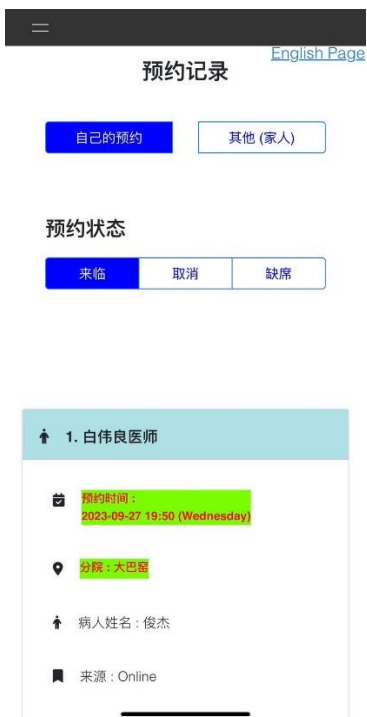 English Page
预约记录
自己的预约
其他 (家人)
预约状态
来临
取消
缺席
1. 白伟良医师
预约时间 :
2023-09-27 19:50 (Wednesday)
分院 : 大巴窑
病人姓名 : 俊杰
来源 : Online